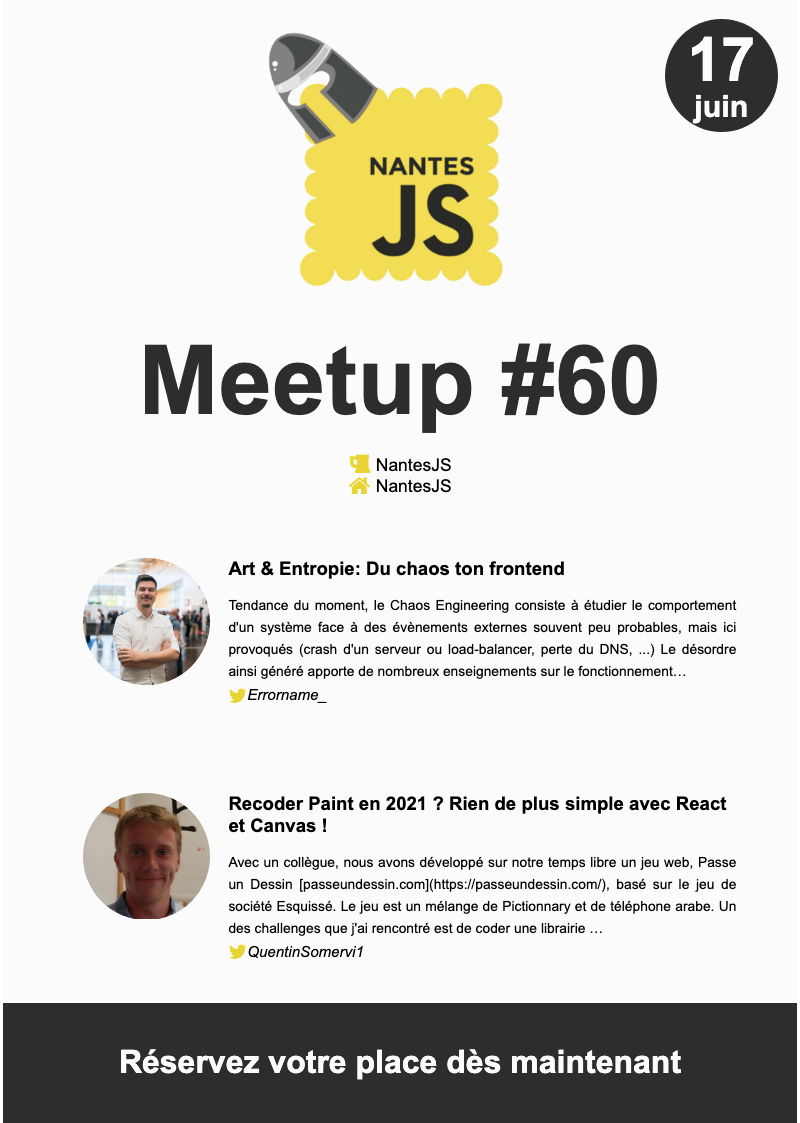 17
juin
NANTES
JS
Meetup #60
NantesJS
NantesJS
Art & Entropie: Du chaos ton frontend
Tendance du moment, le Chaos Engineering consiste à étudier le comportement
d'un système face à des évènements externes souvent peu probables, mais ici
provoqués (crash d'un serveur ou load-balancer, perte du DNS, ...) Le désordre
ainsi généré apporte de nombreux enseignements sur le fonctionnement…
Errorname_
Recoder Paint en 2021 ? Rien de plus simple avec React
et Canvas !
Avec un collègue, nous avons développé sur notre temps libre un jeu web, Passe
un Dessin [passeundessin.com](https://passeundessin.com/), basé sur le jeu de
société Esquissé. Le jeu est un mélange de Pictionnary et de téléphone arabe. Un
des challenges que j'ai rencontré est de coder une librairie …
QuentinSomervi1
Réservez votre place dès maintenant